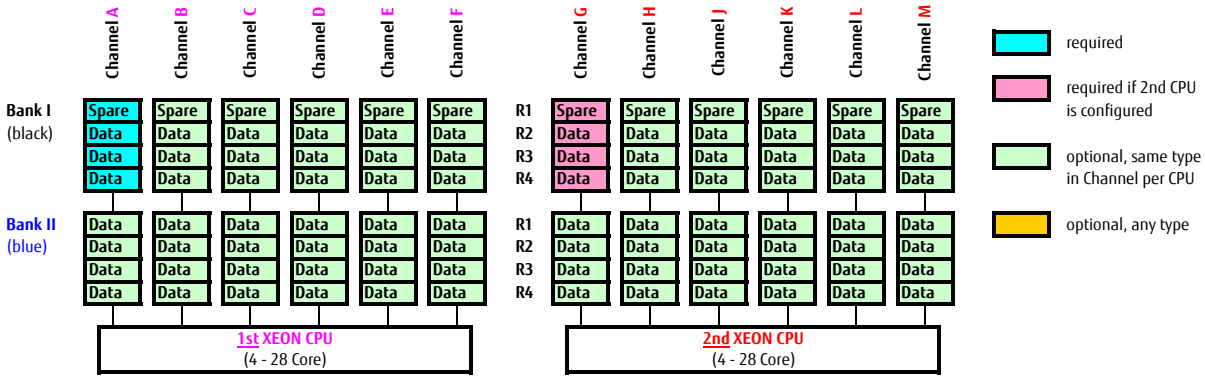 Channel A Channel B Channel C Channel D Channel E Channel F Channel G Channel H Channel J Channel K Channel L Channel M
required
required if 2nd CPU
is configured
optional, same type
in Channel per CPU
optional, any type
Bank I
(black)
Spare Spare Spare Spare Spare Spare R1 Spare Spare Spare Spare Spare Spare
Data Data Data Data Data Data R2 Data Data Data Data Data Data
Data Data Data Data Data Data R3 Data Data Data Data Data Data
Data Data Data Data Data Data R4 Data Data Data Data Data Data
Bank II
(blue)
Data Data Data Data Data Data R1 Data Data Data Data Data Data
Data Data Data Data Data Data R2 Data Data Data Data Data Data
Data Data Data Data Data Data R3 Data Data Data Data Data Data
Data Data Data Data Data Data R4 Data Data Data Data Data Data
1st XEON CPU
(4 - 28 Core)
2nd XEON CPU
(4 - 28 Core)